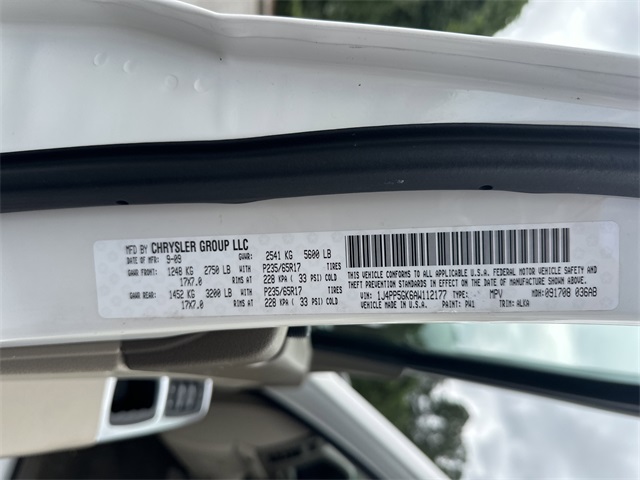 MFD BY CHRYSLER GROUP LLC
DATE OF MFR: 9-09 GVWR: 2541 KG 5600 LB
GAWR FRONT: 1248 KG 2750 LB WITH P235/65R17 TIRES
17X7.0 RIMS AT 228 KPA ( 33 PSI) COLD
GAWR REAR: 1452 KG 3200 LB WITH P235/65R17 TIRES
17X7.0 RIMS AT 228 KPA ( 33 PSI) COLD
THIS VEHICLE CONFORMS TO ALL APPLICABLE U.S.A. FEDERAL MOTOR VEHICLE SAFETY AND
THEFT PREVENTION STANDARDS IN EFFECT ON THE DATE OF MANUFACTURE SHOWN ABOVE.
VIN: 1J4PP5GK6AW112177 TYPE: MPV MDH: 091708 036AB
VEHICLE MADE IN U.S.A. PAINT: PW1 TRIM: ALKA